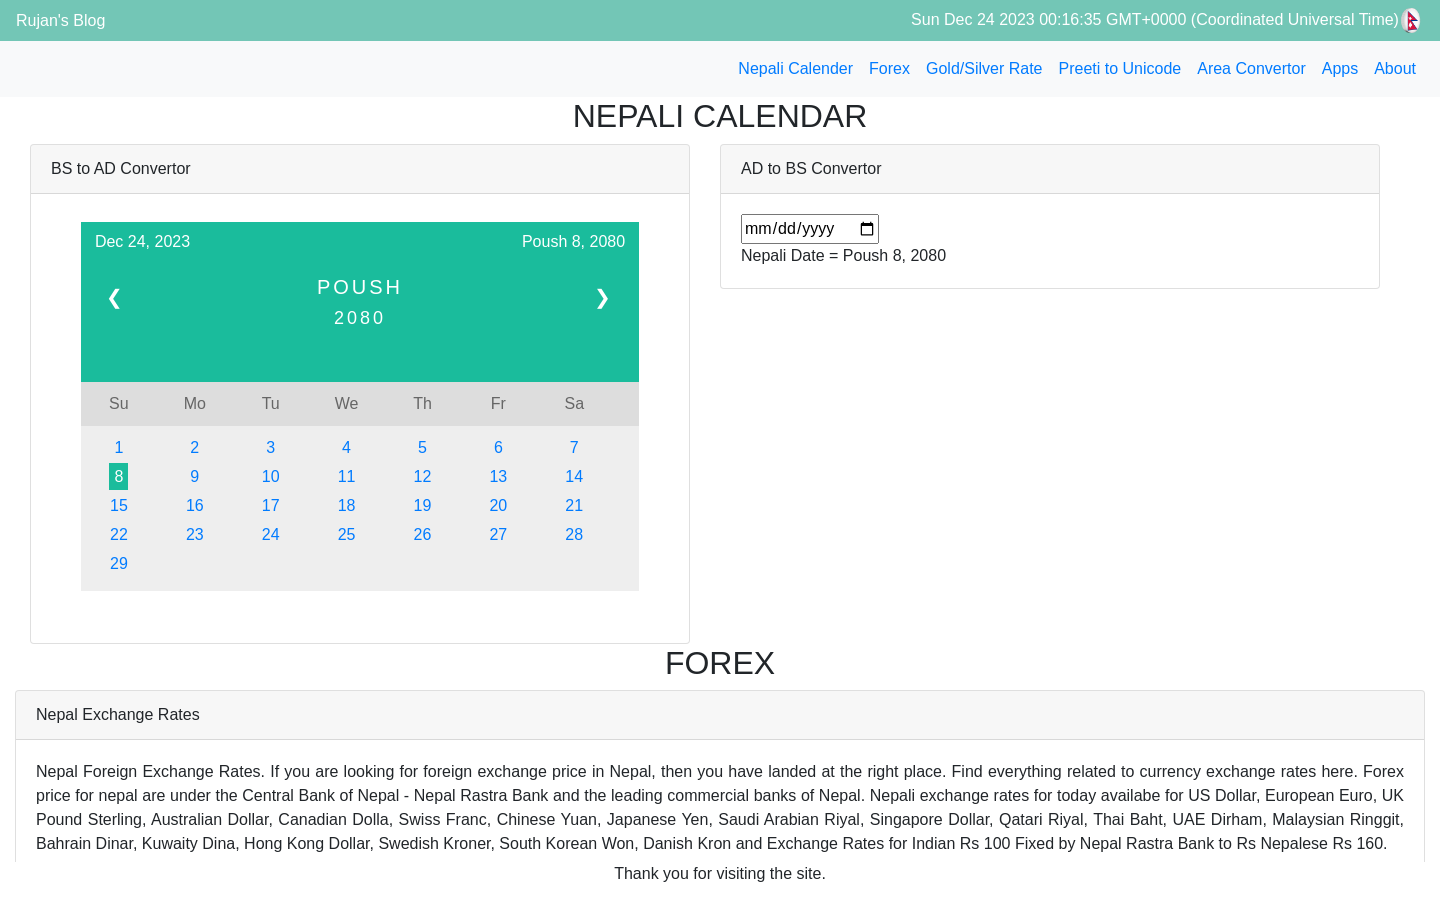 Rujan's Blog
Sun Dec 24 2023 00:16:35 GMT+0000 (Coordinated Universal Time)
Nepali Calender Forex Gold/Silver Rate Preeti to Unicode Area Convertor Apps About
NEPALI CALENDAR
BS to AD Convertor
Dec 24, 2023 Poush 8, 2080
❮ POUSH ❯
2080
Su Mo Tu We Th Fr Sa
1 2 3 4 5 6 7
8 9 10 11 12 13 14
15 16 17 18 19 20 21
22 23 24 25 26 27 28
29
AD to BS Convertor
mm/dd/yyyy
Nepali Date = Poush 8, 2080
FOREX
Nepal Exchange Rates
Nepal Foreign Exchange Rates. If you are looking for foreign exchange price in Nepal, then you have landed at the right place. Find everything related to currency exchange rates here. Forex
price for nepal are under the Central Bank of Nepal - Nepal Rastra Bank and the leading commercial banks of Nepal. Nepali exchange rates for today availabe for US Dollar, European Euro, UK
Pound Sterling, Australian Dollar, Canadian Dolla, Swiss Franc, Chinese Yuan, Japanese Yen, Saudi Arabian Riyal, Singapore Dollar, Qatari Riyal, Thai Baht, UAE Dirham, Malaysian Ringgit,
Bahrain Dinar, Kuwaity Dina, Hong Kong Dollar, Swedish Kroner, South Korean Won, Danish Kron and Exchange Rates for Indian Rs 100 Fixed by Nepal Rastra Bank to Rs Nepalese Rs 160.
Thank you for visiting the site.